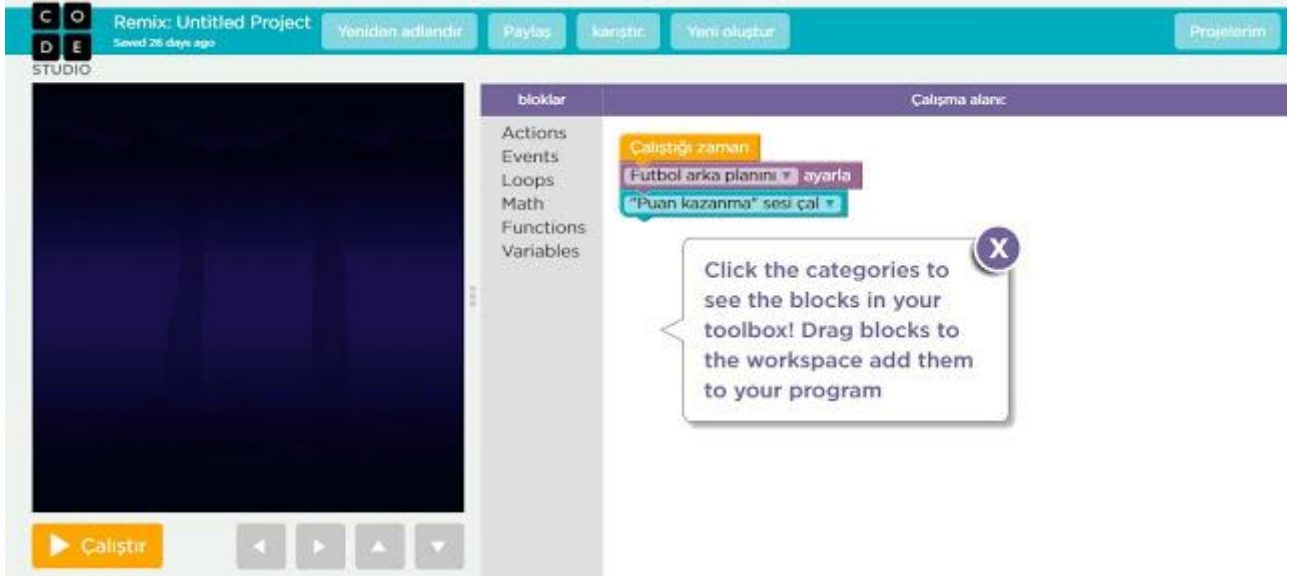 C O
D E
STUDIO
Remix: Untitled Project
Saved 26 days ago
Yeniden adlandır
Paylaş
karıştır.
Yeni oluştur
Projelerim
bloklar
Çalışma alanı:
Actions
Events
Loops
Math
Functions
Variables
Çalıştığı zaman
Futbol arka planını ayarla
"Puan kazanma" sesi çal
X
Click the categories to
see the blocks in your
toolbox! Drag blocks to
the workspace add them
to your program
Çalıştır